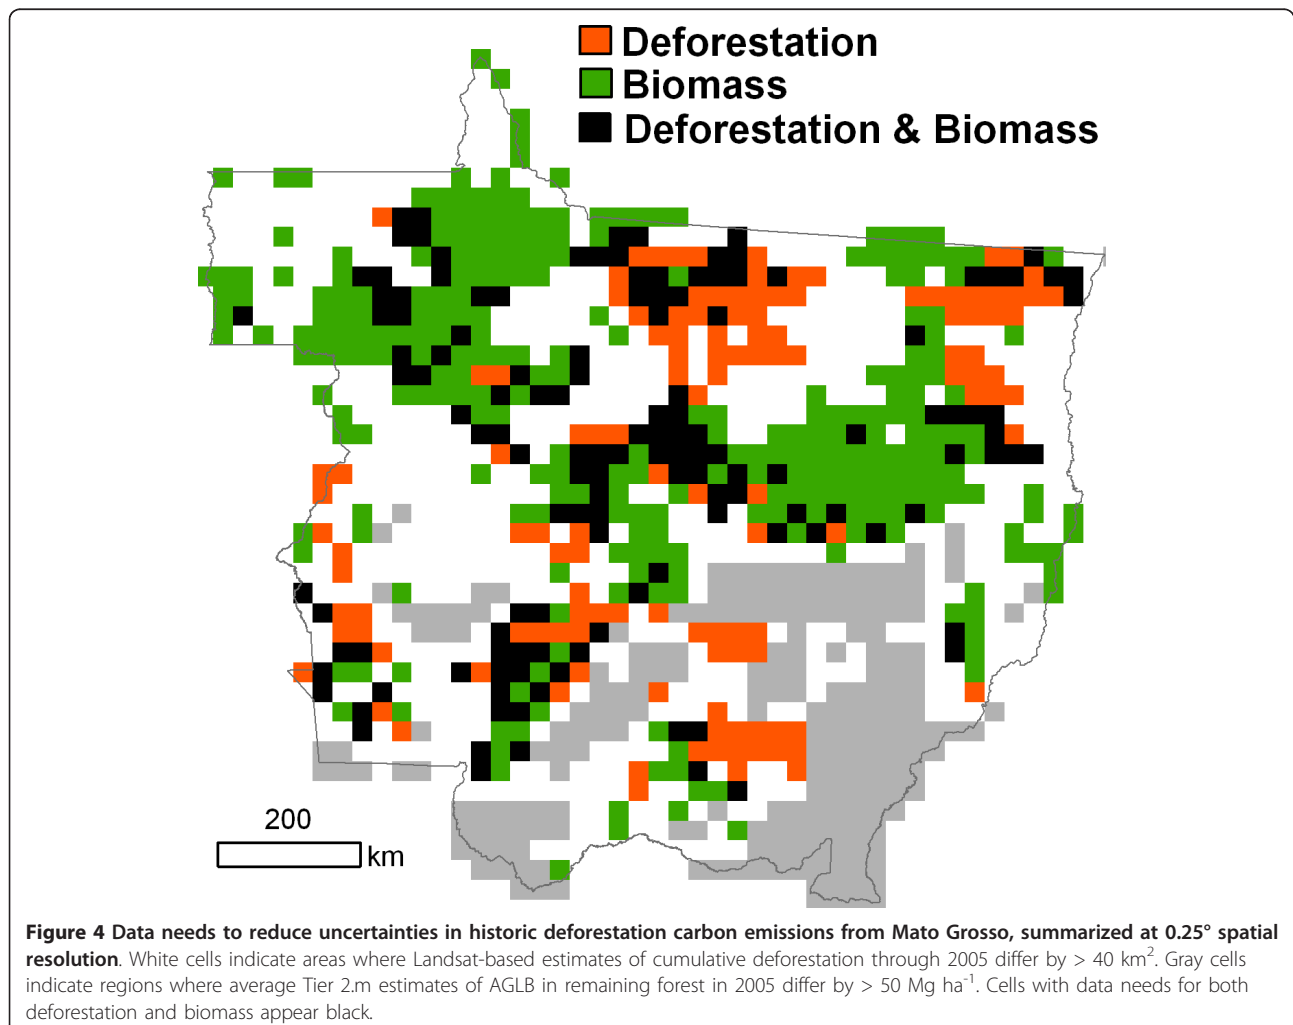 Deforestation
Biomass
Deforestation & Biomass
200
km
Figure 4 Data needs to reduce uncertainties in historic deforestation carbon emissions from Mato Grosso, summarized at 0.25° spatial
resolution. White cells indicate areas where Landsat-based estimates of cumulative deforestation through 2005 differ by > 40 km². Gray cells
indicate regions where average Tier 2.m estimates of AGLB in remaining forest in 2005 differ by > 50 Mg ha⁻¹. Cells with data needs for both
deforestation and biomass appear black.